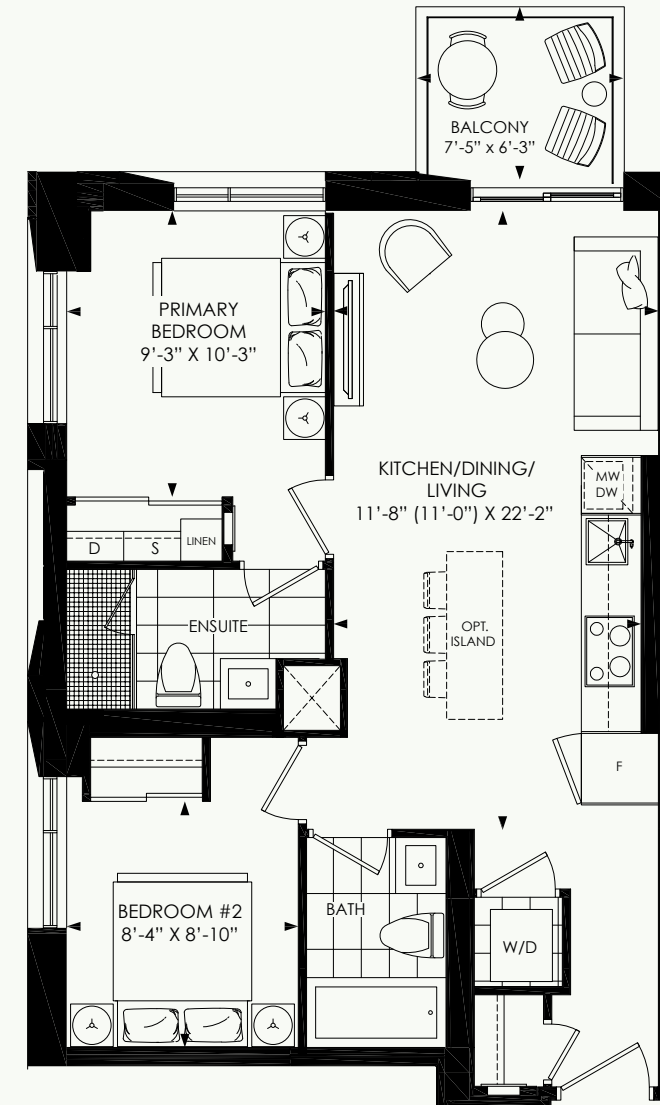 BALCONY
7’-5” x 6’-3”
PRIMARY
BEDROOM
9’-3” X 10’-3”
KITCHEN/DINING/
LIVING
11’-8” (11’-0”) X 22’-2”
MW
DW
D
S
LINEN
ENSUITE
OPT.
ISLAND
F
BEDROOM #2
8’-4” X 8’-10”
BATH
W/D